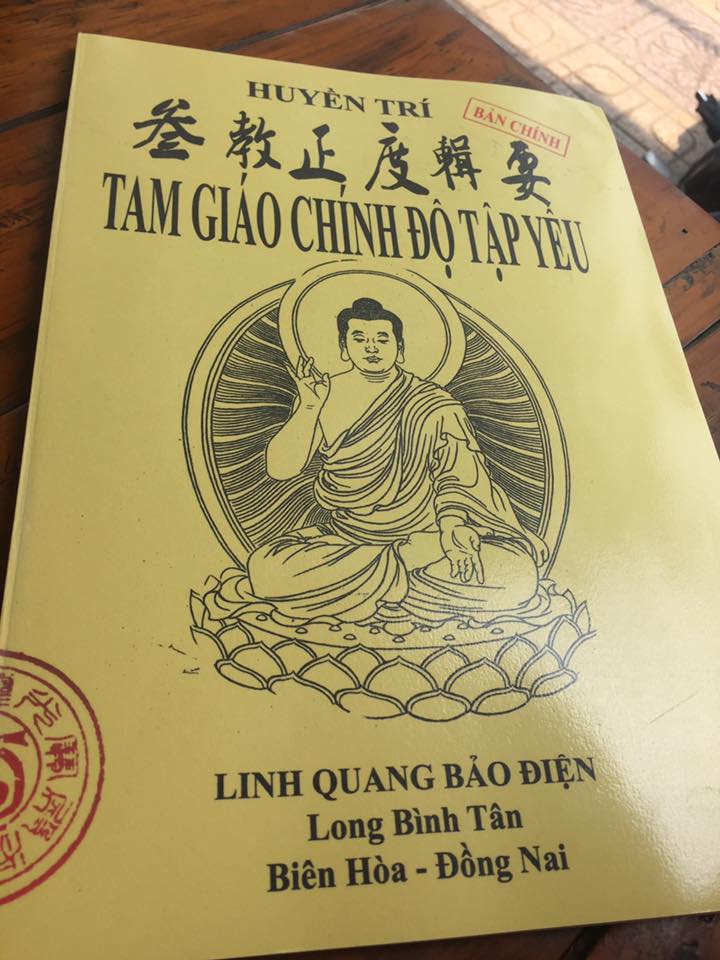 HUYỀN TRÍ
BẢN CHÍNH
叁教正度輯要
TAM GIÁO CHÍNH ĐỘ TẬP YẾU
LINH QUANG BẢO ĐIỆN
Long Bình Tân
Biên Hòa - Đồng Nai